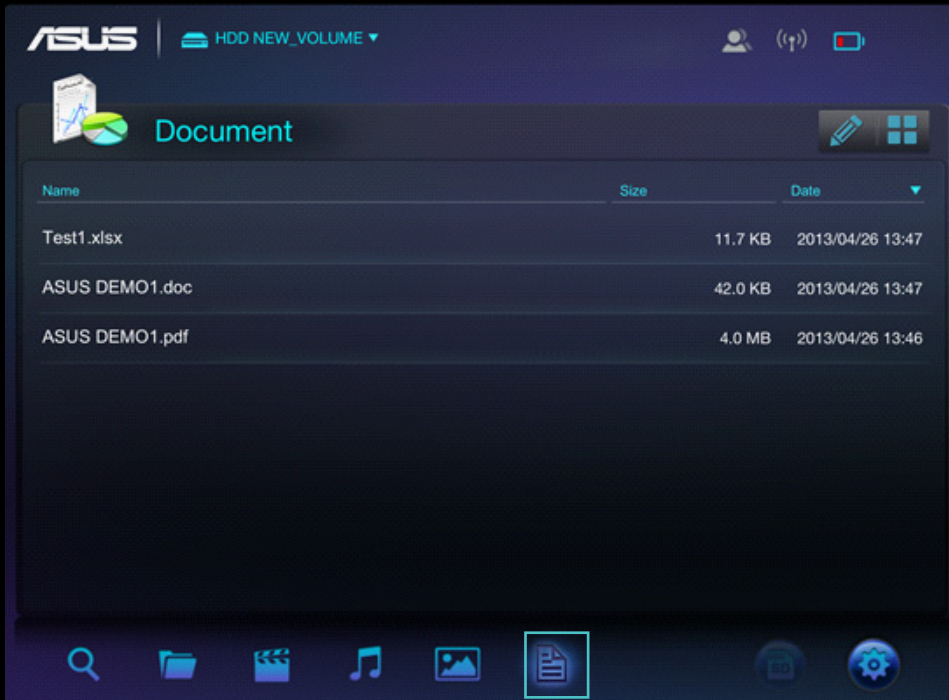 ASUS HDD NEW_VOLUME
Document
Name Size Date
Test1.xlsx 11.7 KB 2013/04/26 13:47
ASUS DEMO1.doc 42.0 KB 2013/04/26 13:47
ASUS DEMO1.pdf 4.0 MB 2013/04/26 13:46
SD